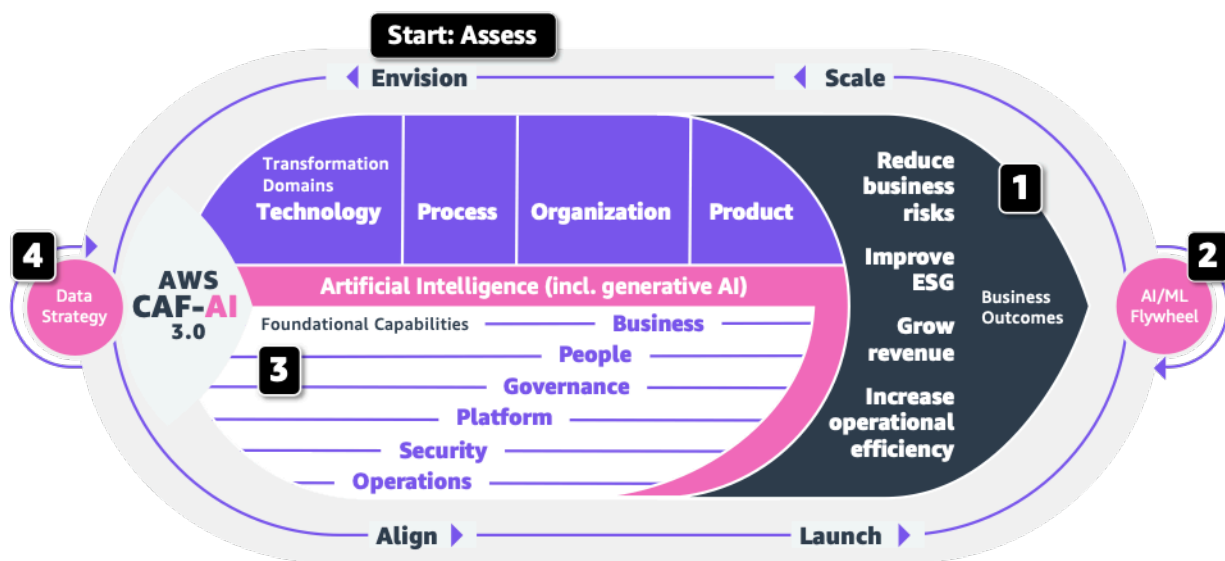 Start: Assess
Envision
Scale
Transformation
Domains
Technology
Process
Organization
Product
Reduce
business
risks
1
Improve
ESG
Grow
revenue
Increase
operational
efficiency
Business
Outcomes
2
AI/ML
Flywheel
4
Data
Strategy
AWS
CAF-AI
3.0
Artificial Intelligence (incl. generative AI)
Foundational Capabilities
Business
3
People
Governance
Platform
Security
Operations
Align
Launch